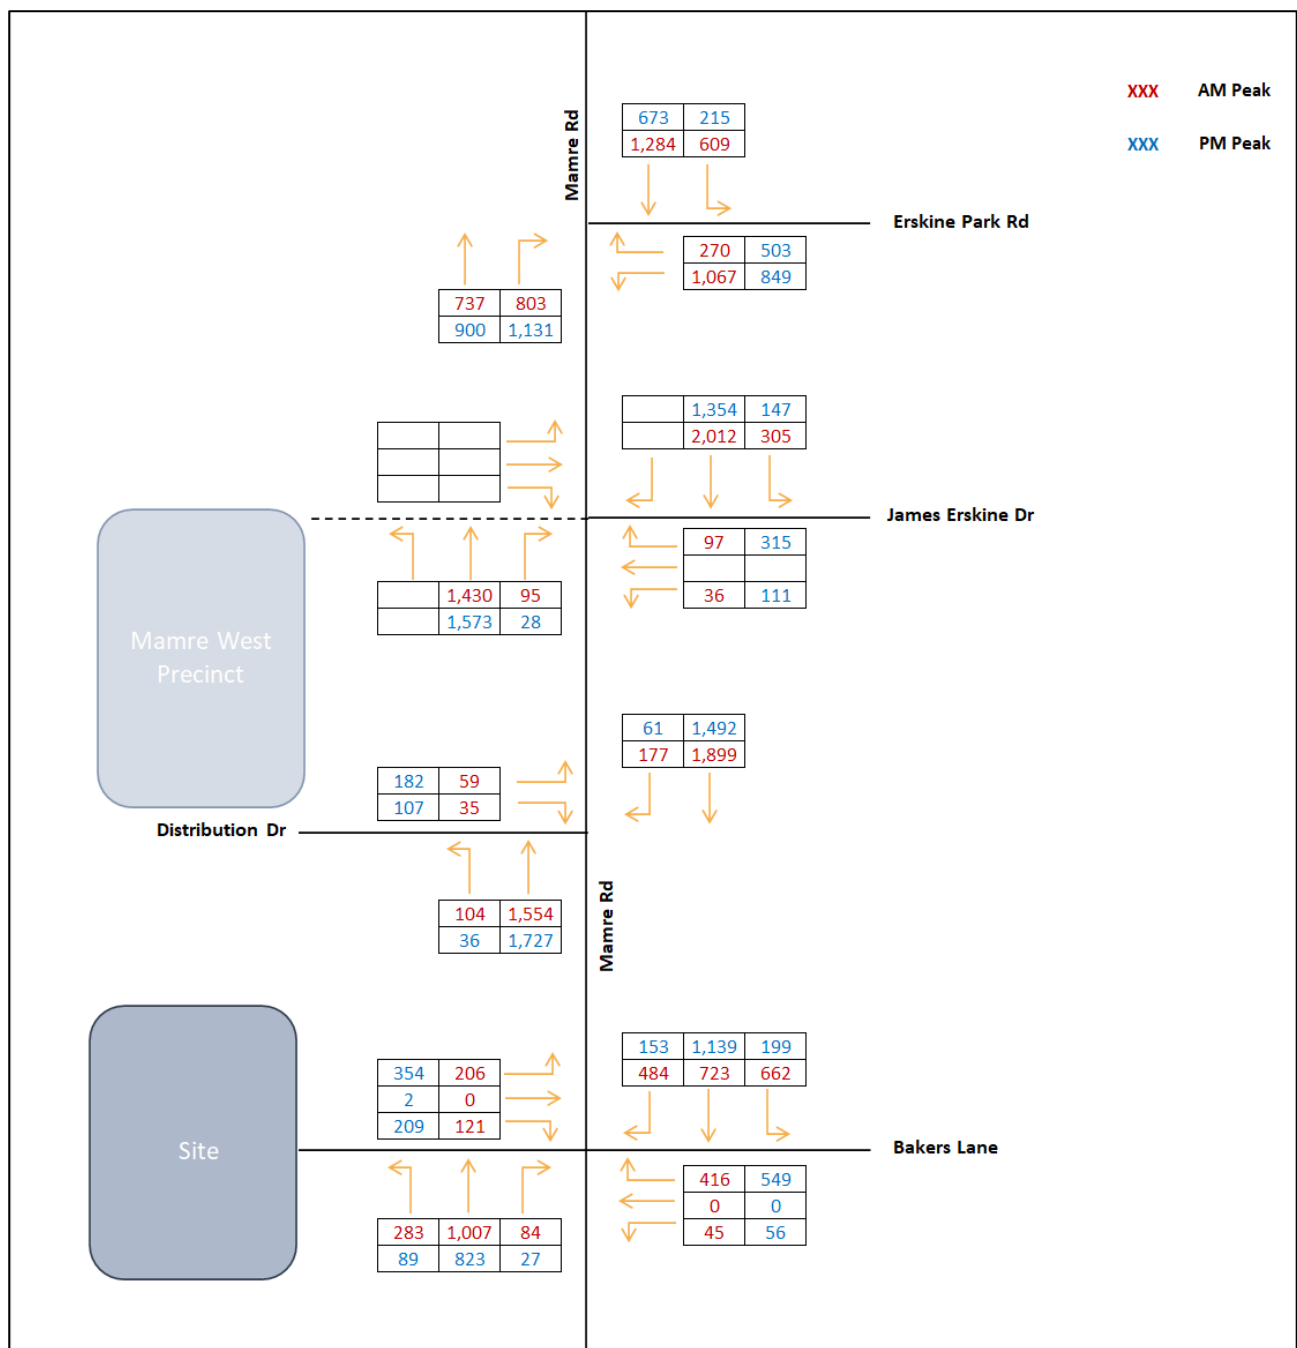 XXX AM Peak
Mamre Rd
673 215
XXX PM Peak
1,284 609
Erskine Park Rd
270 503
1,067 849
737 803
900 1,131
1,354 147
2,012 305
James Erskine Dr
97 315
36 111
1,430 95
1,573 28
Mamre West
Precinct
61 1,492
177 1,899
182 59
107 35
Distribution Dr
104 1,554
36 1,727
Mamre Rd
153 1,139 199
484 723 662
354 206
2 0
209 121
Site
Bakers Lane
416 549
0 0
45 56
283 1,007 84
89 823 27